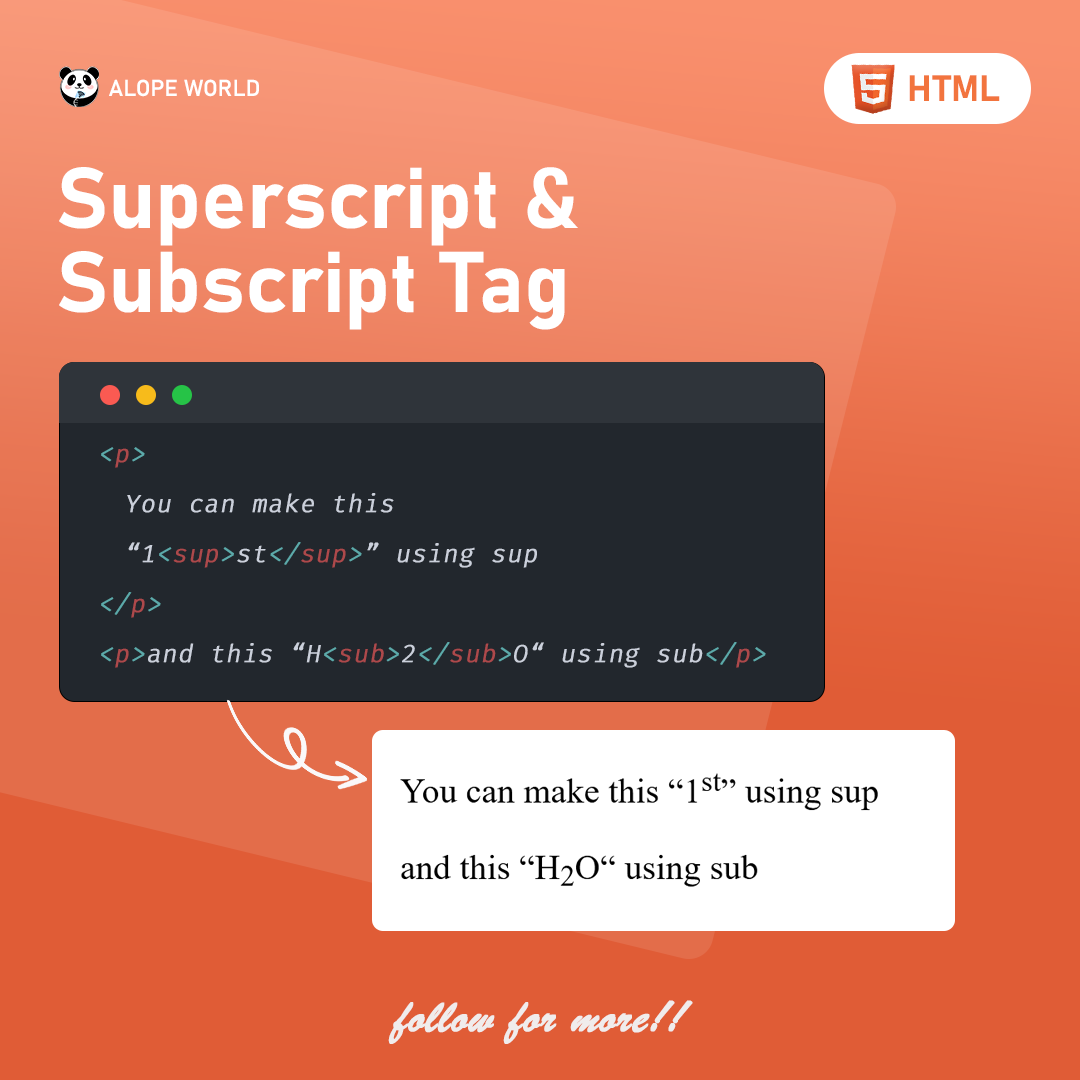 ALOPE WORLD
HTML
Superscript &
Subscript Tag
<p>
You can make this
“1<sup>st</sup>” using sup
</p>
<p>and this “H<sub>2</sub>O“ using sub</p>
You can make this “1ˢᵗ” using sup
and this “H₂O“ using sub
follow for more!!